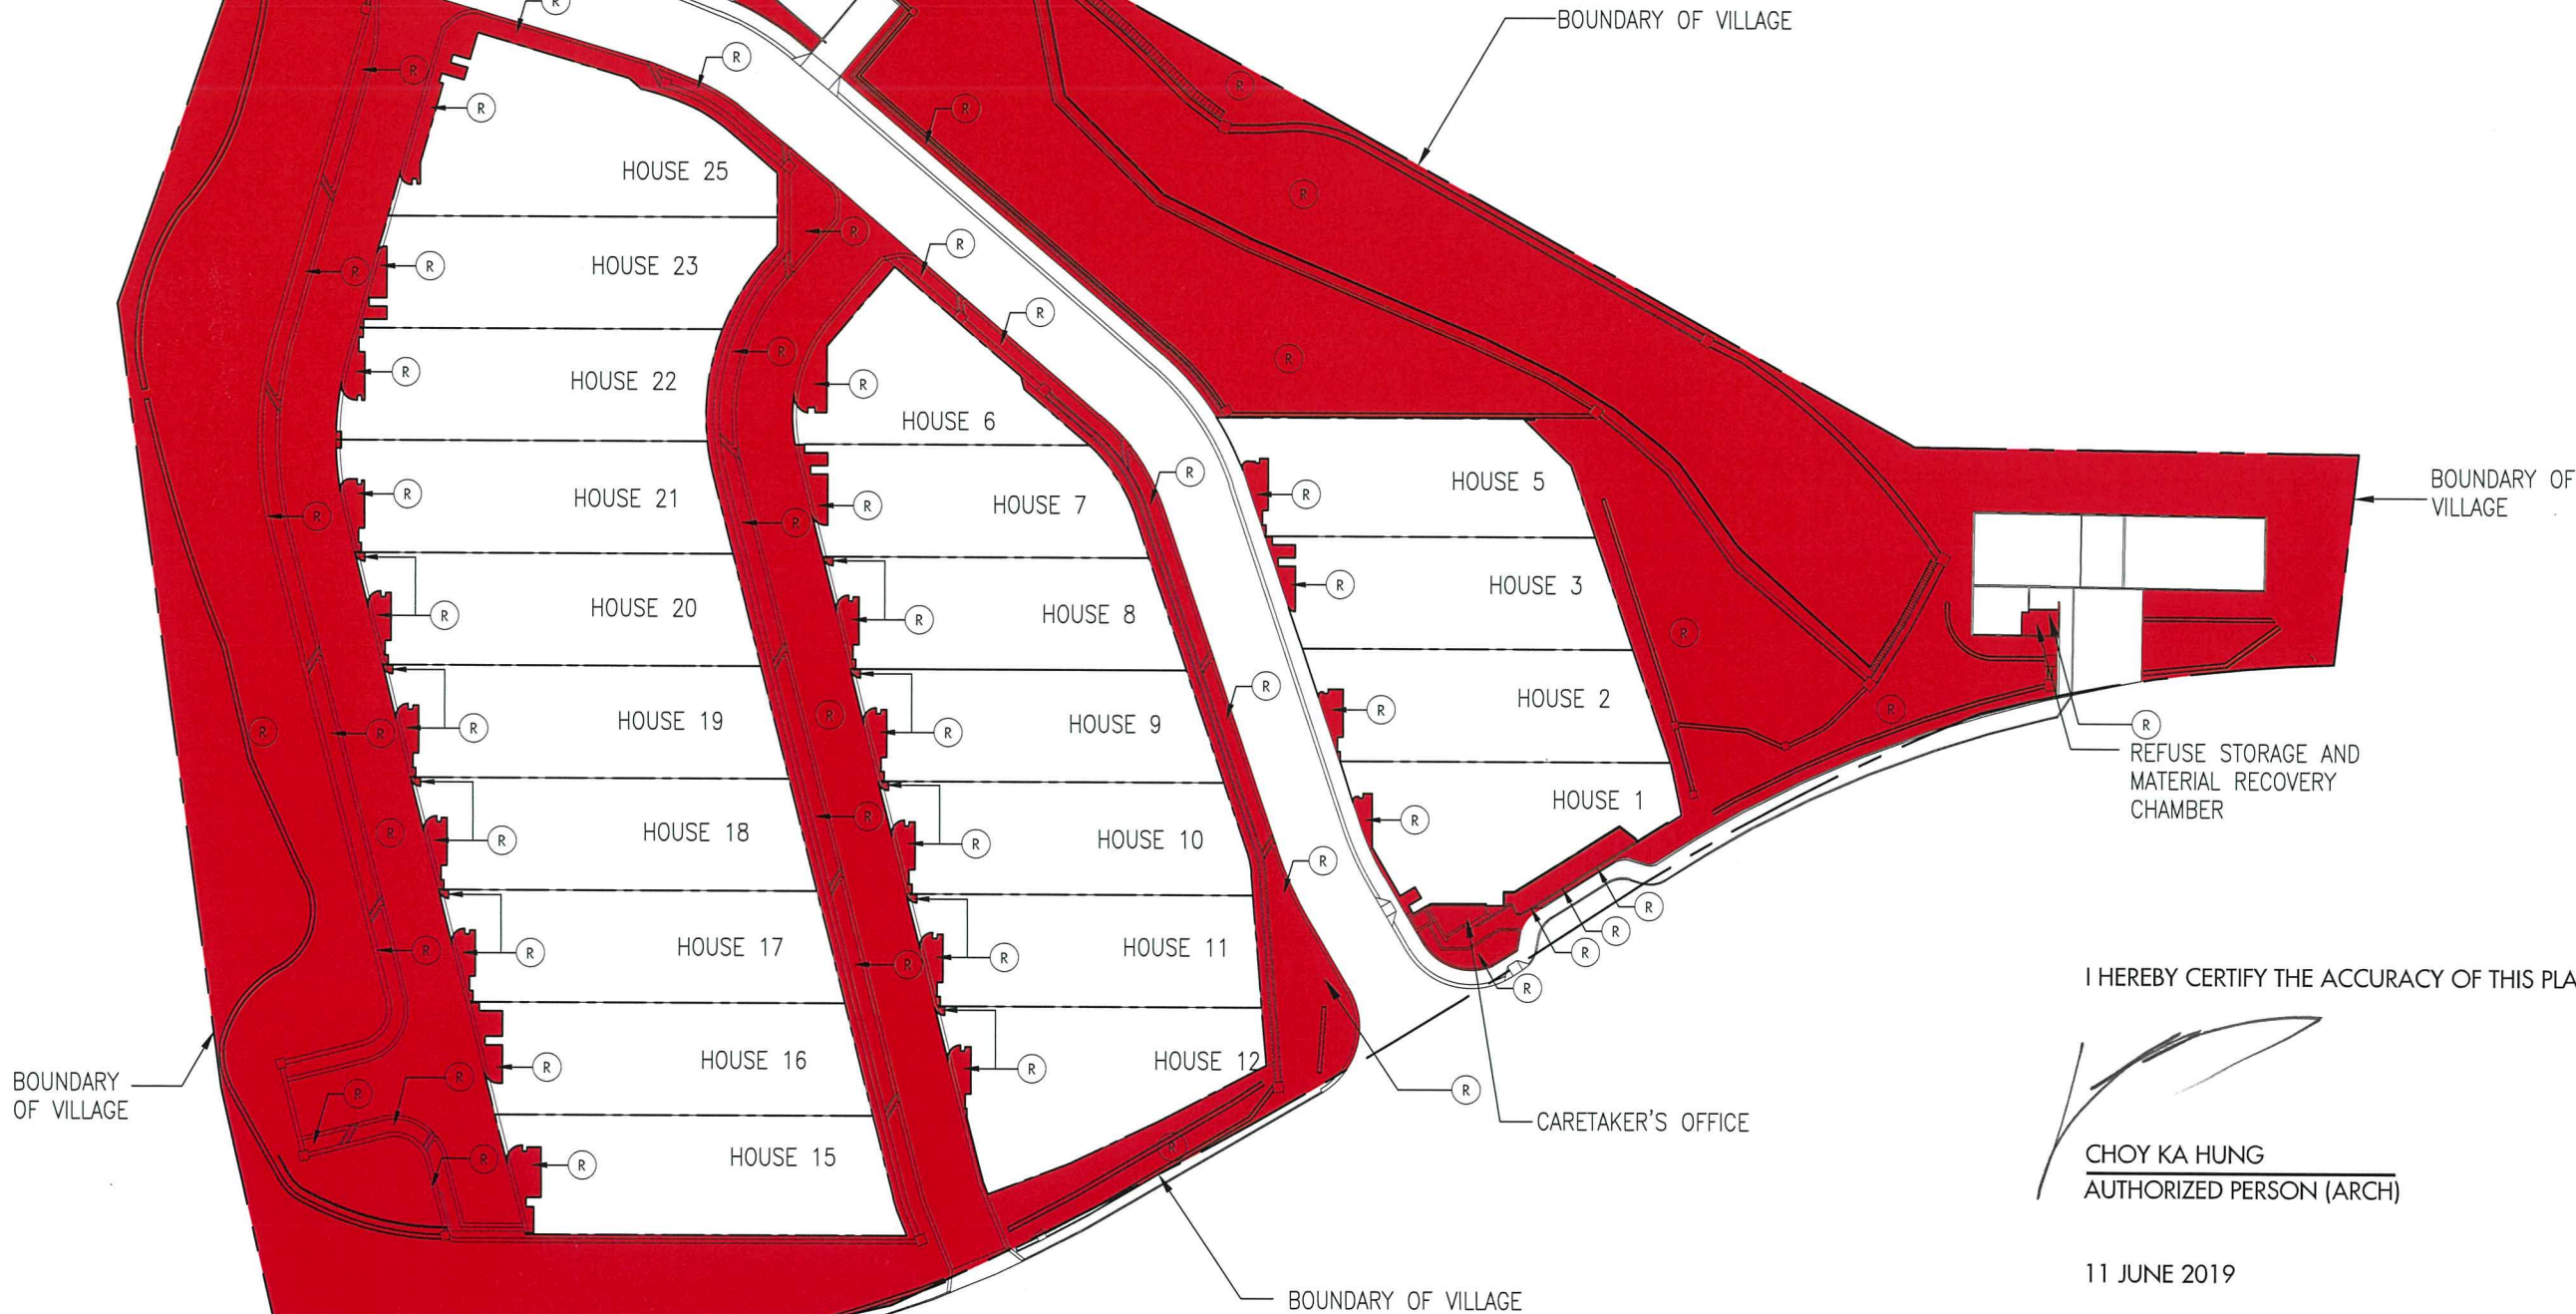 BOUNDARY OF VILLAGE
R
R
R
R
R
R
HOUSE 25
R
R
R
R
HOUSE 23
R
R
R
R
R
HOUSE 22
R
R
HOUSE 6
BOUNDARY OF
VILLAGE
R
HOUSE 5
R
HOUSE 21
R
HOUSE 7
R
R
R
HOUSE 20
R
HOUSE 8
R
R
HOUSE 3
R
R
HOUSE 19
R
HOUSE 9
R
R
R
HOUSE 2
R
R
R
R
REFUSE STORAGE AND
MATERIAL RECOVERY
CHAMBER
R
HOUSE 18
R
HOUSE 10
R
R
R
HOUSE 1
R
R
HOUSE 17
R
HOUSE 11
R
R
R
R
R
R
I HEREBY CERTIFY THE ACCURACY OF THIS PLA
BOUNDARY
OF VILLAGE
R
R
R
HOUSE 16
HOUSE 12
R
R
CARETAKER'S OFFICE
R
R
HOUSE 15
R
CHOY KA HUNG
AUTHORIZED PERSON (ARCH)
11 JUNE 2019
BOUNDARY OF VILLAGE